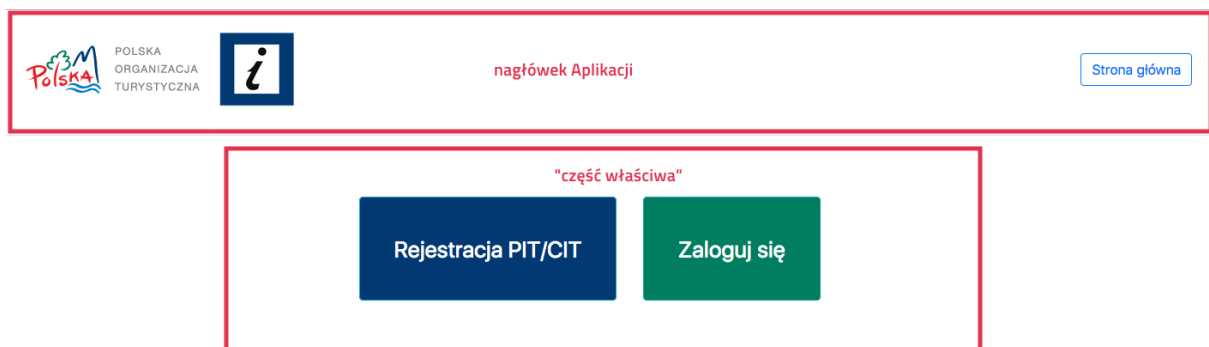 Polska
POLSKA
ORGANIZACJA
TURYSTYCZNA
i
nagłówek Aplikacji
Strona główna
"część właściwa"
Rejestracja PIT/CIT
Zaloguj się